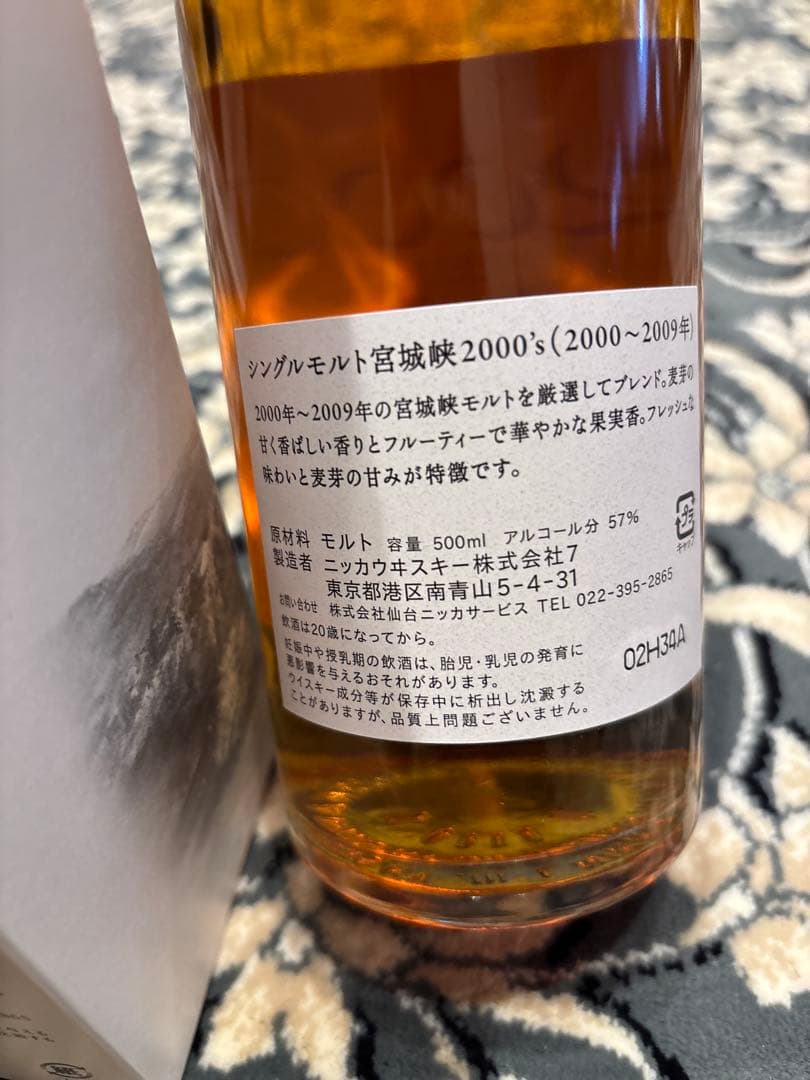 シングルモルト宮城峡2000's(2000〜2009年)
2000年〜2009年の宮城峡モルトを厳選してブレンド。麦芽の
甘く香ばしい香りとフルーティーで華やかな果実香。フレッシュな
味わいと麦芽の甘みが特徴です。
原材料 モルト 容量 500ml アルコール分 57%
製造者 ニッカウヰスキー株式会社7
東京都港区南青山5-4-31
お問い合わせ 株式会社仙台ニッカサービス TEL 022-395-2865
飲酒は20歳になってから。
妊娠中や授乳期の飲酒は、胎児・乳児の発育に
悪影響を与えるおそれがあります。
ウイスキー成分等が保存中に析出し沈澱する
ことがありますが、品質上問題ございません。
プラ
キャップ
02H34A